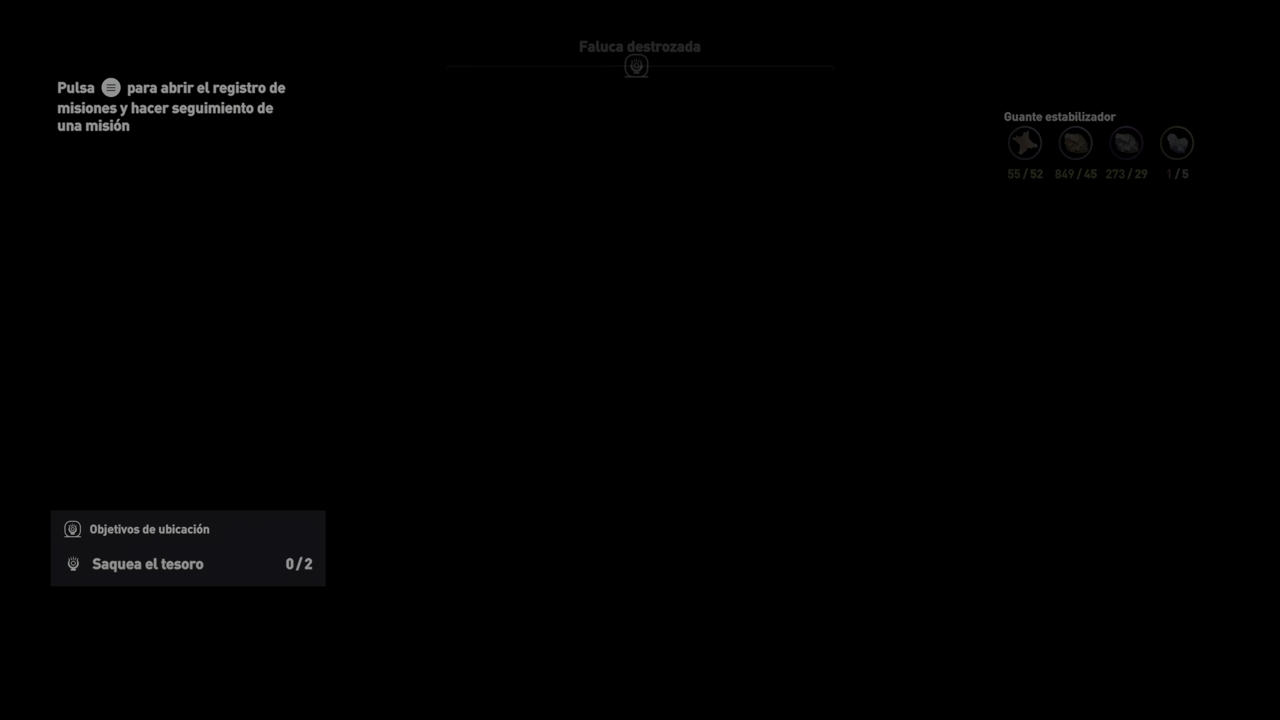 Faluca destrozada
Pulsa para abrir el registro de
misiones y hacer seguimiento de
una misión
Guante estabilizador
55 / 52 849 / 45 273 / 29 1 / 5
Objetivos de ubicación
Saquea el tesoro 0 / 2